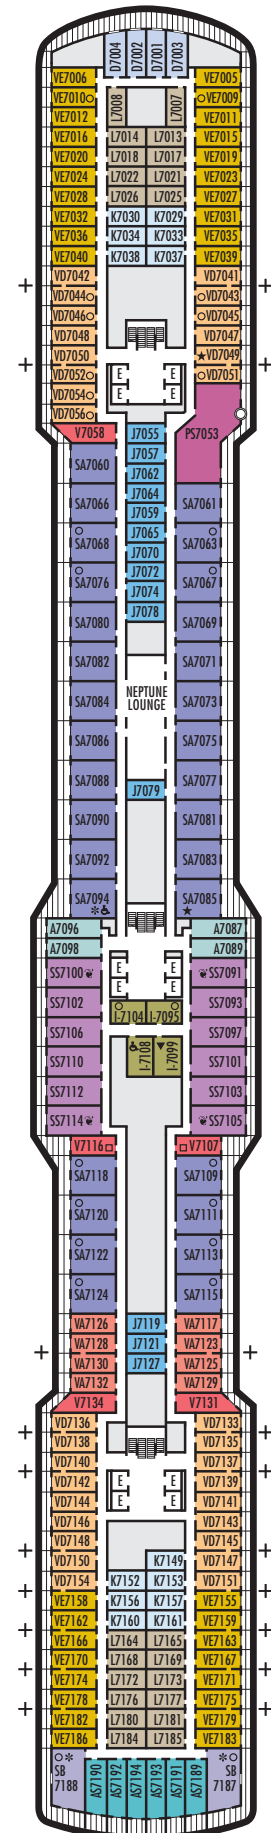 D7004 D7002 D7001 D7003
VE7006 VE7005
VE7010 L7008 L7007 VE7009
VE7012 VE7011
VE7016 L7014 L7013 VE7015
VE7020 L7018 L7017 VE7019
VE7024 L7022 L7021 VE7023
VE7028 L7026 L7025 VE7027
VE7032 K7030 K7029 VE7031
VE7036 K7034 K7033 VE7035
VE7040 K7038 K7037 VE7039
VD7042 VD7041
VD7044 VD7043
VD7046 VD7045
VD7048 VD7047
VD7050 ★VD7049
VD7052 E E VD7051
VD7054 E E
VD7056
V7058 J7055 PS7053
J7057
SA7060 J7062
J7064
SA7066 J7059 SA7061
J7065
SA7068 J7070 SA7063
J7072
SA7076 J7074 SA7067
J7078
SA7080 SA7069
SA7082 SA7071
SA7084 NEPTUNE SA7073
LOUNGE
SA7086 SA7075
SA7088 J7079 SA7077
SA7090 SA7081
SA7092 SA7083
SA7094 SA7085
A7096 A7087
A7098 A7089
SS7100 E E SS7091
SS7102 E E SS7093
I-7104 I-7095
SS7106 SS7097
SS7110 I-7108 I-7099 SS7101
SS7112 SS7103
SS7114 SS7105
V7116 V7107
SA7118 SA7109
SA7120 SA7111
SA7122 SA7113
SA7124 SA7115
VA7126 J7119 VA7117
VA7128 J7121 VA7123
VA7130 J7127 VA7125
VA7132 VA7129
V7134 V7131
VD7136 VD7133
VD7138 VD7135
VD7140 VD7137
VD7142 E E VD7139
VD7144 E E VD7141
VD7146 VD7143
VD7148 VD7145
VD7150 K7149 VD7147
VD7154 K7152 K7153 VD7151
VE7158 K7156 K7157 VE7155
VE7162 K7160 K7161 VE7159
VE7166 L7164 L7165 VE7163
VE7170 L7168 L7169 VE7167
VE7174 L7172 L7173 VE7171
VE7178 L7176 L7177 VE7175
VE7182 L7180 L7181 VE7179
VE7186 L7184 L7185 VE7183
SB SB
7188 7187
AS7190 AS7192 AS7194 AS7193 AS7191 AS7189